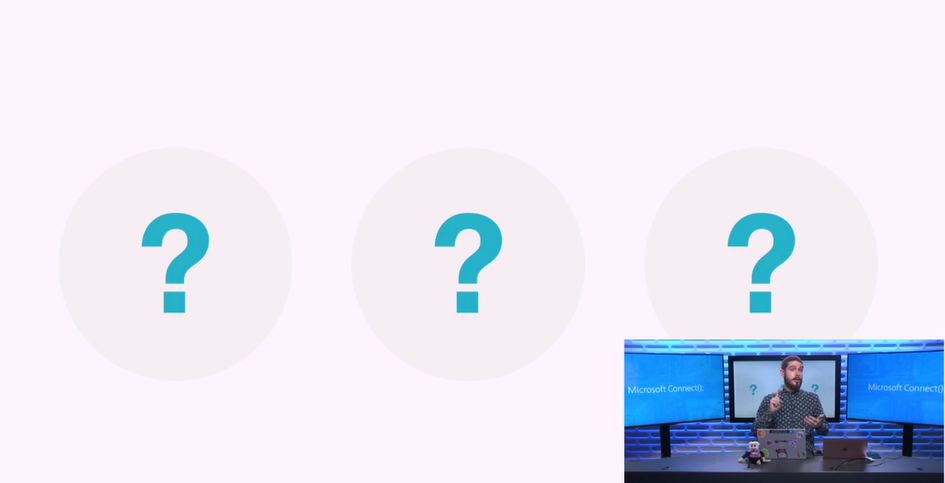 ? ? ?
Microsoft Connect();
? ?
Microsoft Connect()